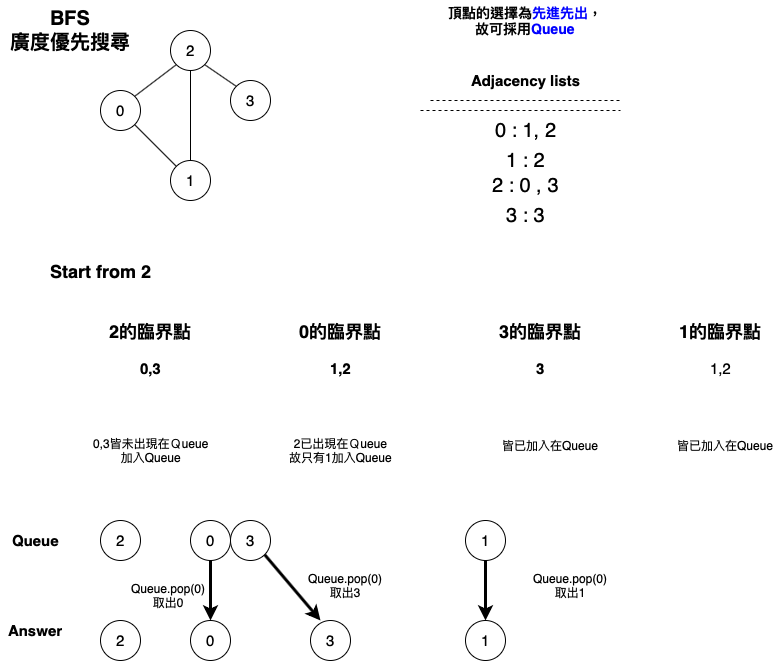 BFS
廣度優先搜尋
頂點的選擇為先進先出，
故可採用Queue
2
0
3
1
Adjacency lists
0 : 1, 2
1 : 2
2 : 0 , 3
3 : 3
Start from 2
2的臨界點
0的臨界點
3的臨界點
1的臨界點
0,3
1,2
3
1,2
0,3皆未出現在Ｑueue
加入Queue
2已出現在Ｑueue
故只有1加入Queue
皆已加入在Queue
皆已加入在Queue
Queue
2
0
3
1
Queue.pop(0)
取出0
Queue.pop(0)
取出3
Queue.pop(0)
取出1
Answer
2
0
3
1